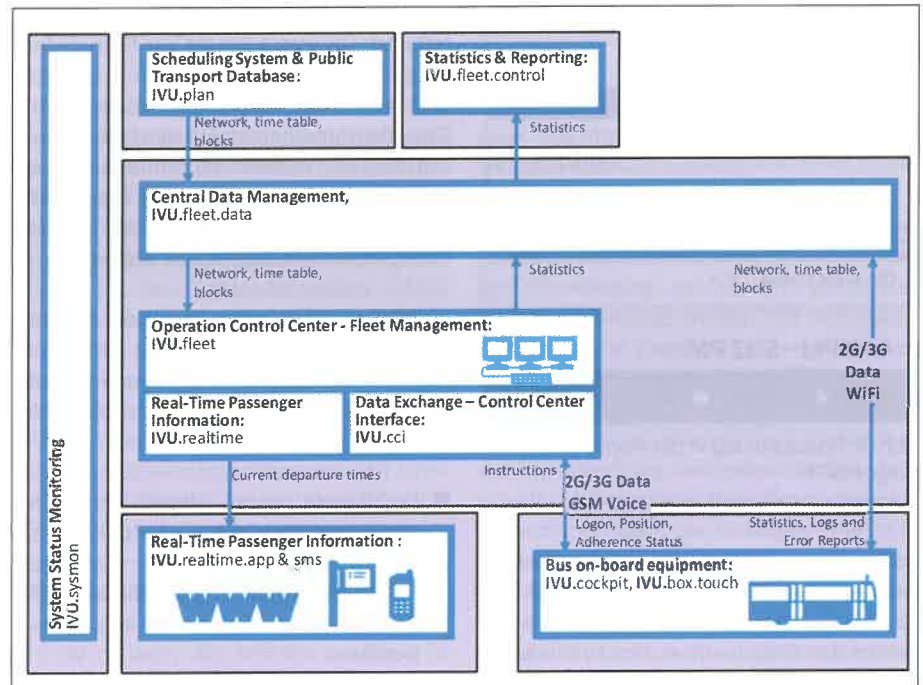 Scheduling System & Public
Transport Database:
IVU.plan
Statistics & Reporting:
IVU.fleet.control
Network, time table,
blocks
Statistics
Central Data Management,
IVU.fleet.data
Network, time table,
blocks
Statistics
Network, time table,
blocks
Operation Control Center - Fleet Management:
IVU.fleet
2G/3G
Data
WiFi
Real-Time Passenger
Information:
IVU.realtime
Data Exchange – Control Center
Interface:
IVU.cci
Current departure times
Instructions
2G/3G Data
GSM Voice
Logon, Position,
Adherence Status
Statistics, Logs and
Error Reports
Real-Time Passenger Information :
IVU.realtime.app & sms
www
Bus on-board equipment:
IVU.cockpit, IVU.box.touch
System Status Monitoring
IVU.sysmon